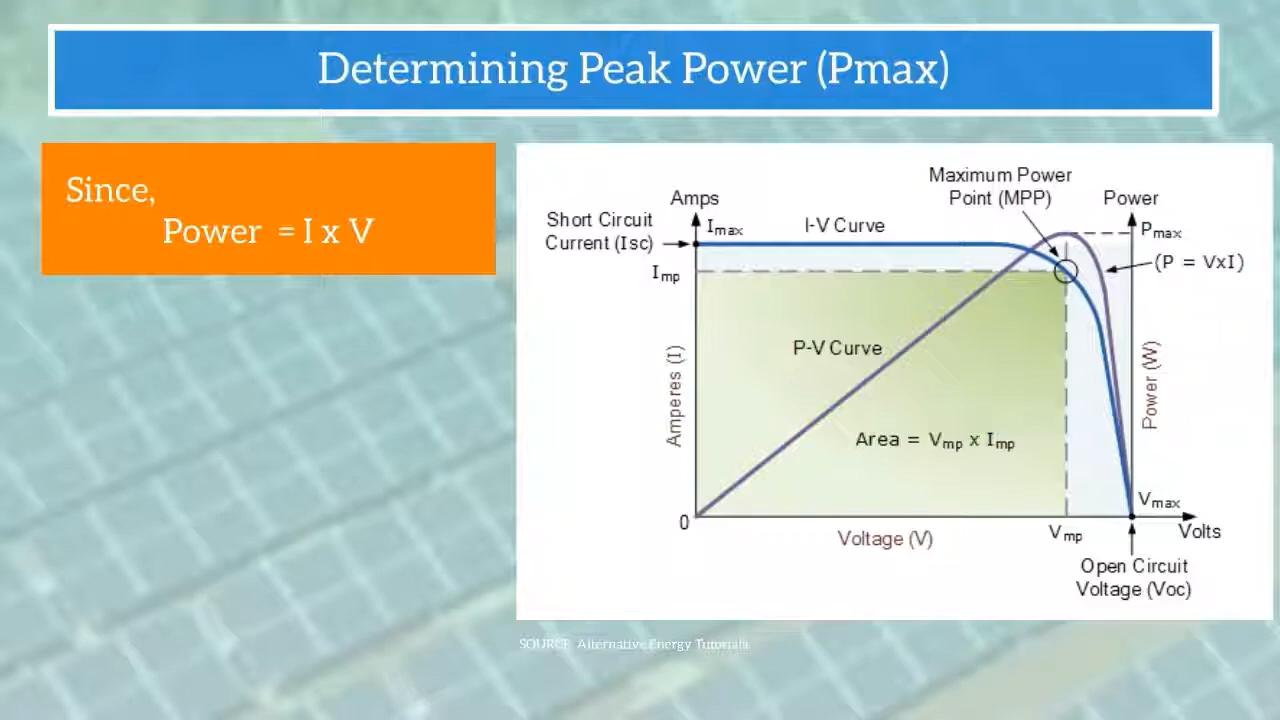 Determining Peak Power (Pmax)
Since,
Power = I x V
Maximum Power
Point (MPP)
Amps
Power
Short Circuit
Current (Isc)
Imax
I-V Curve
Pmax
(P = VxI)
Imp
P-V Curve
Amperes (I)
Power (W)
Area = Vmp x Imp
Vmax
0
Voltage (V)
Vmp
Volts
Open Circuit
Voltage (Voc)
SOURCE: Alternative Energy Tutorials